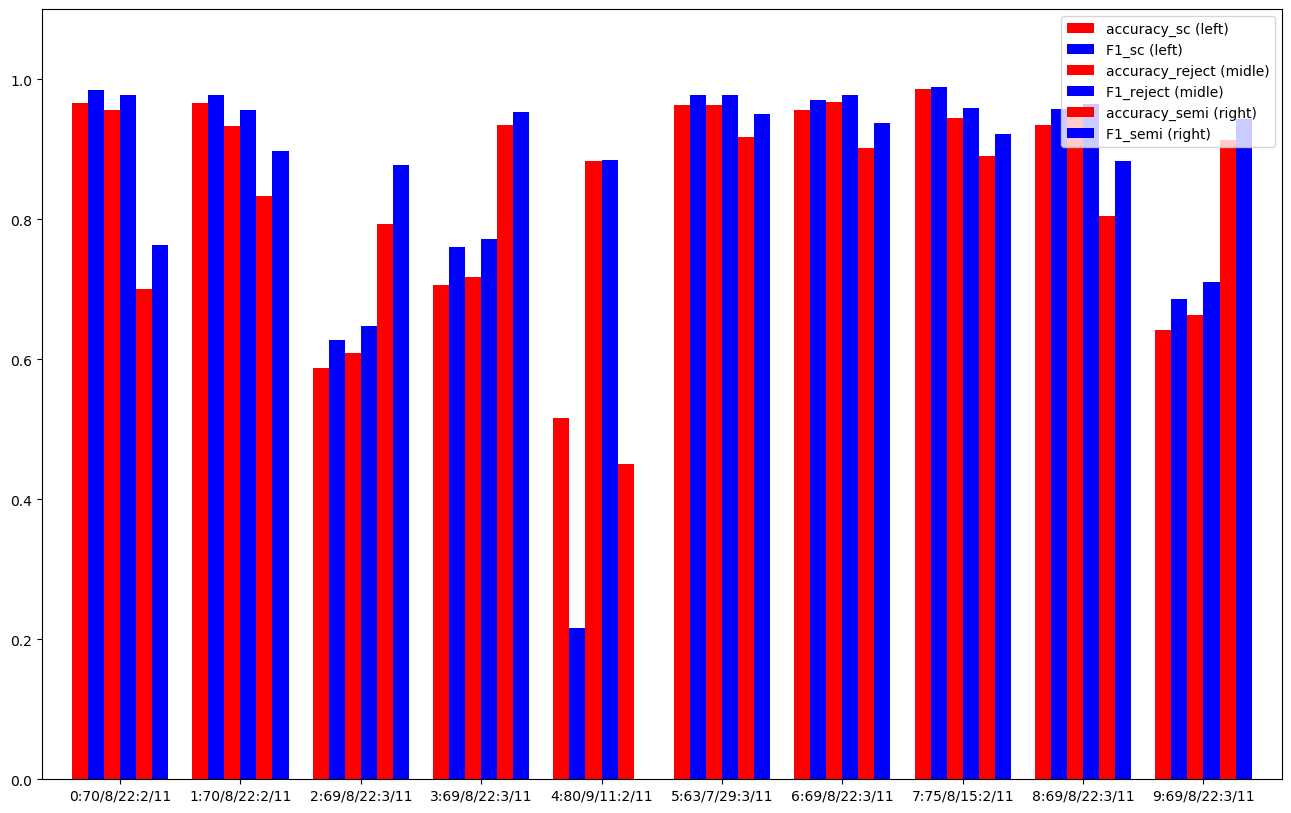 accuracy_sc (left)
F1_sc (left)
accuracy_reject (midle)
F1_reject (midle)
accuracy_semi (right)
F1_semi (right)
1.0
0.8
0.6
0.4
0.2
0.0
0:70/8/22:2/11 1:70/8/22:2/11 2:69/8/22:3/11 3:69/8/22:3/11 4:80/9/11:2/11 5:63/7/29:3/11 6:69/8/22:3/11 7:75/8/15:2/11 8:69/8/22:3/11 9:69/8/22:3/11